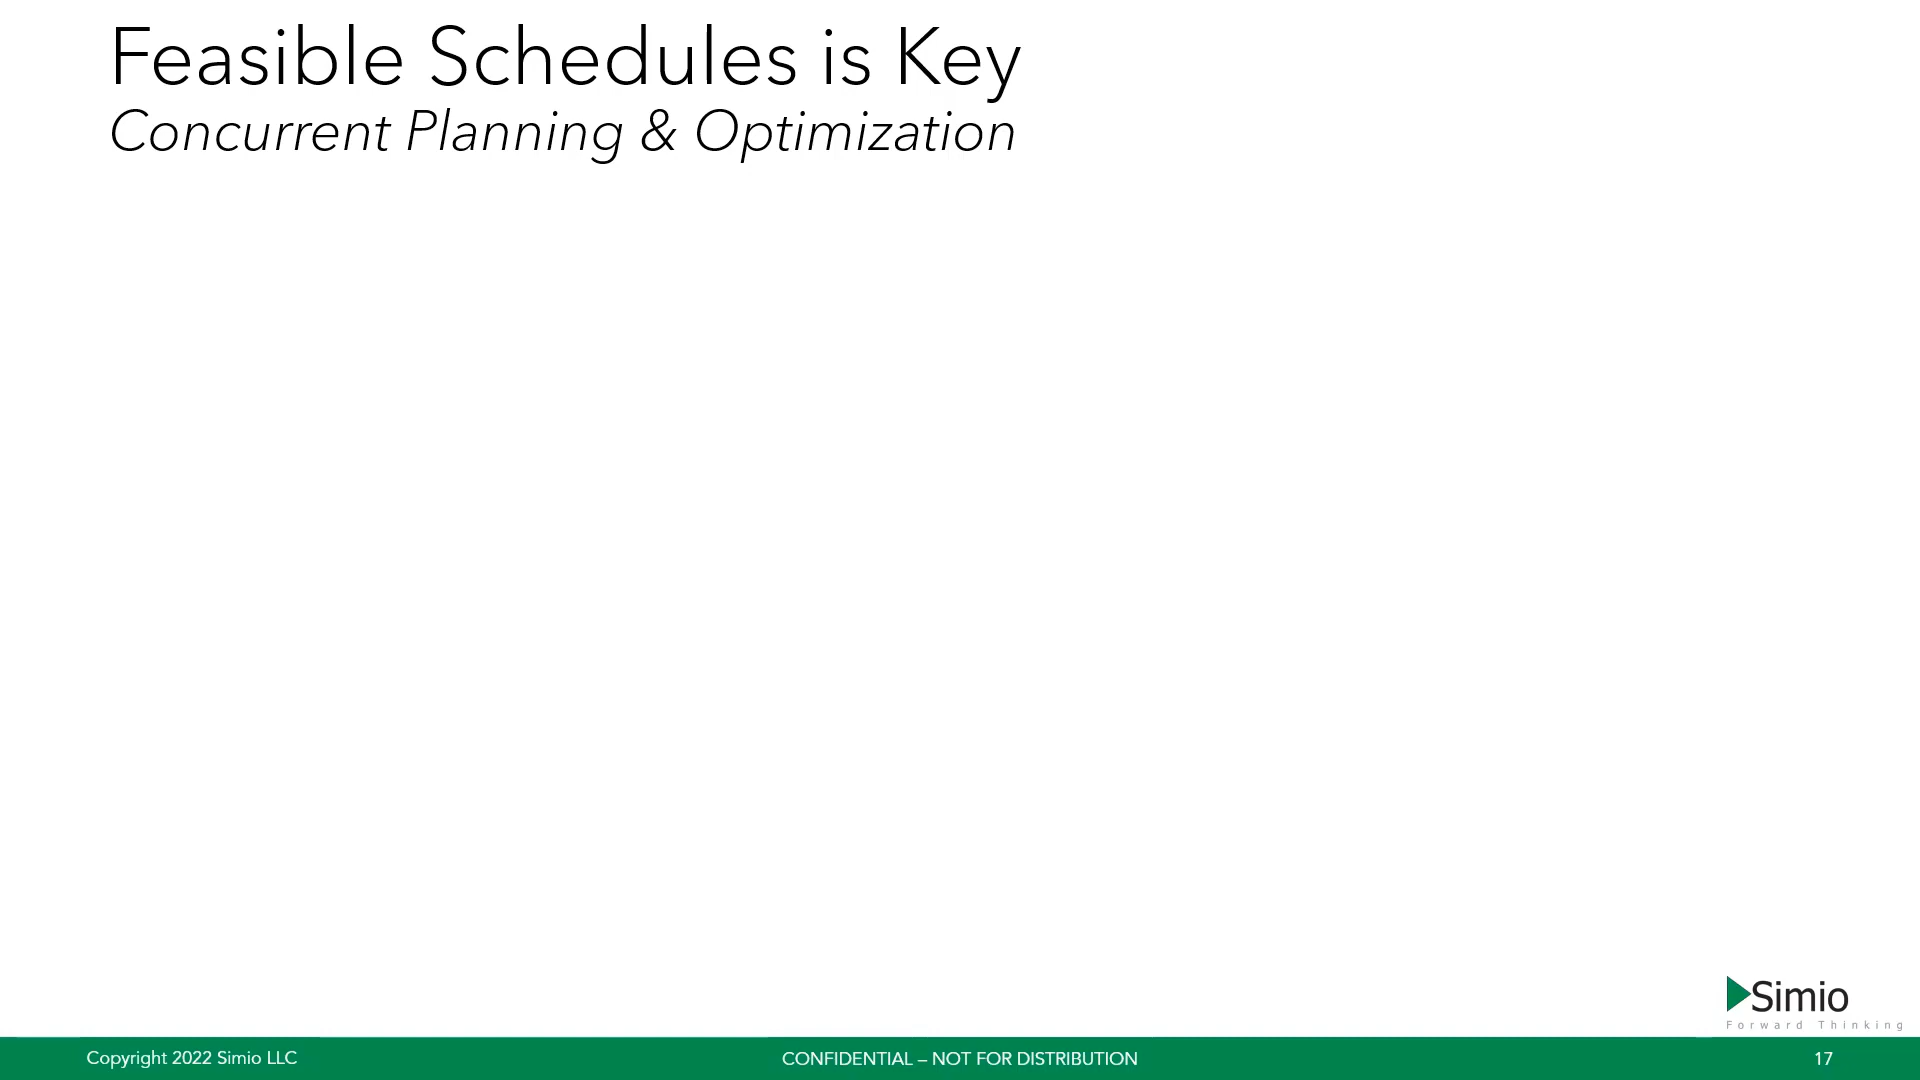 Feasible Schedules is Key
Concurrent Planning & Optimization
Simio
Forward Thinking
Copyright 2022 Simio LLC
CONFIDENTIAL – NOT FOR DISTRIBUTION
17